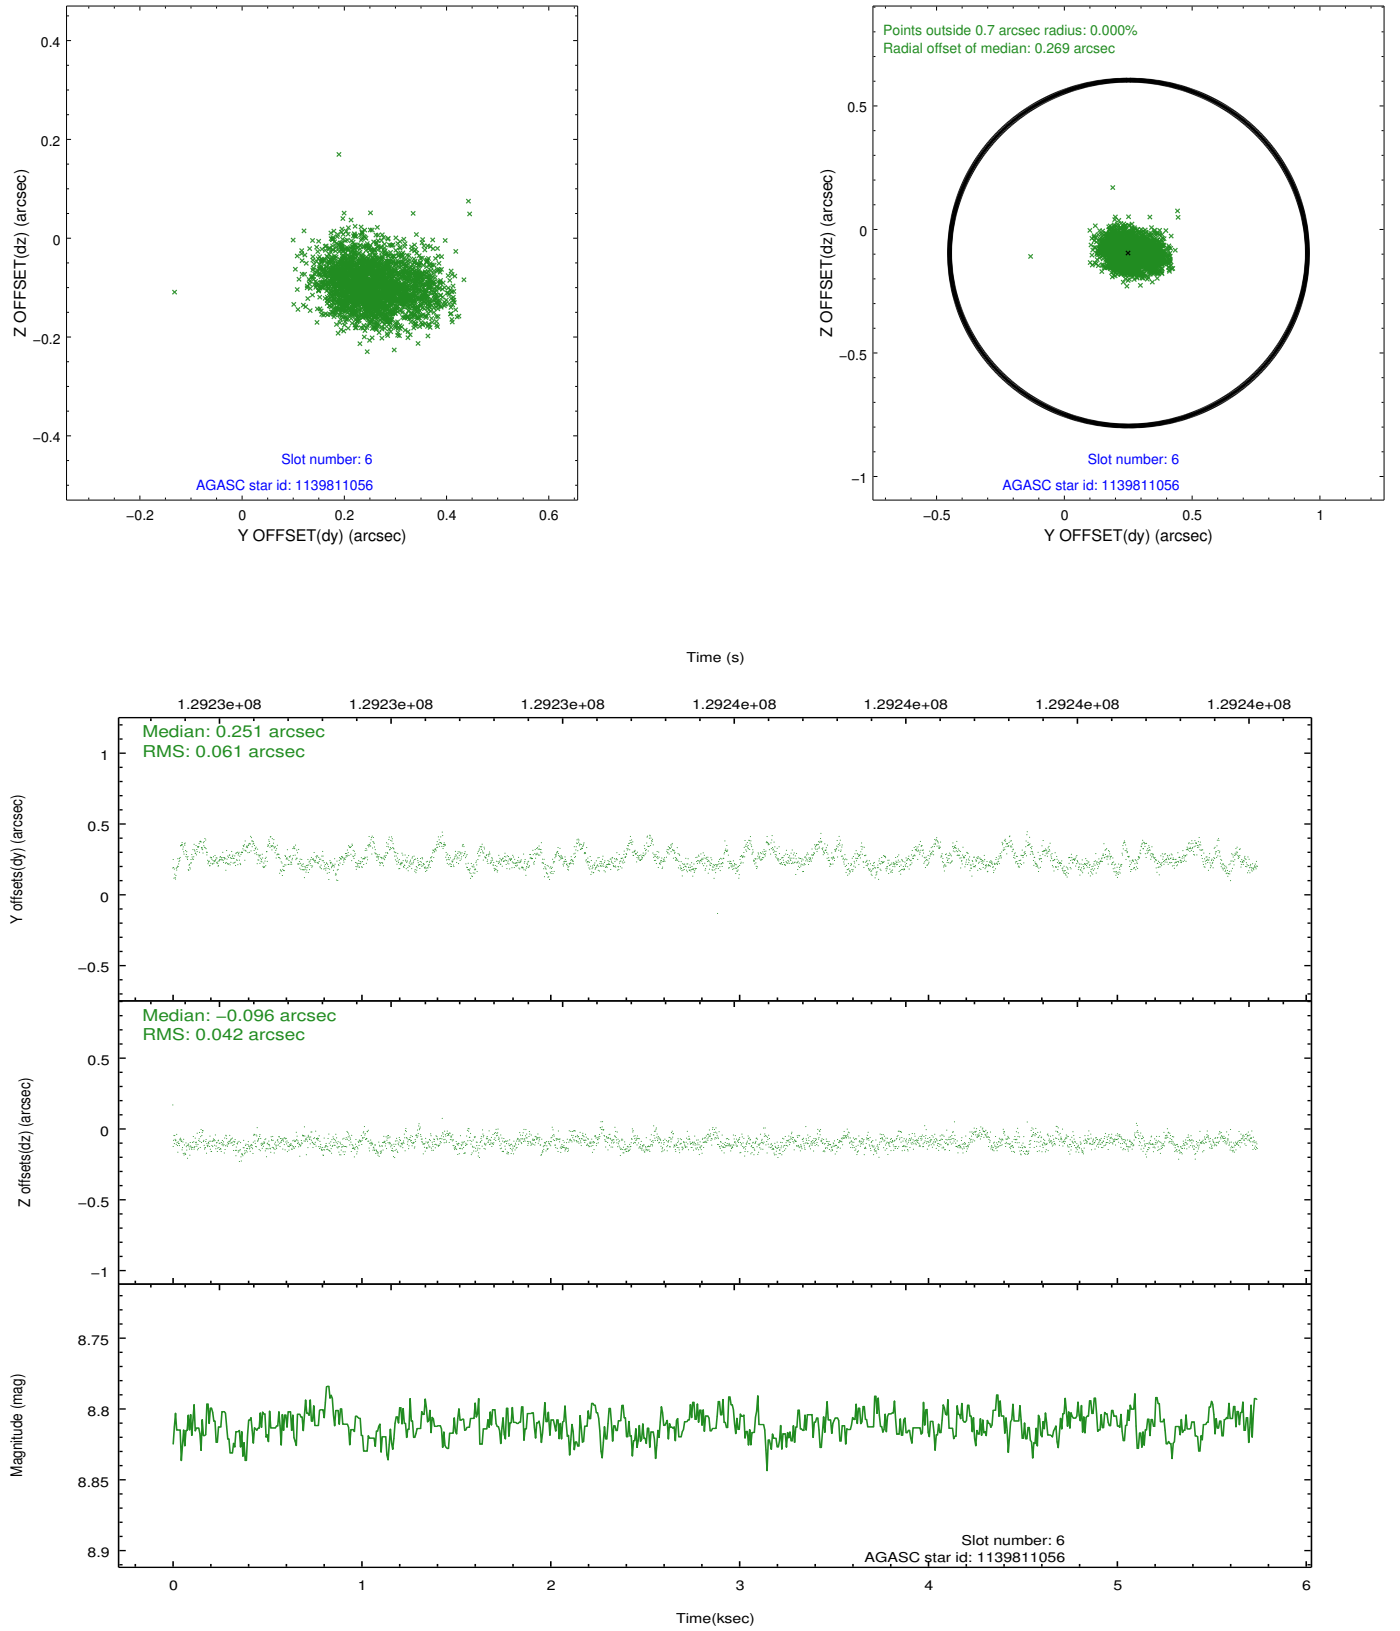 0.4
0.2
0
−0.2
−0.4
Z OFFSET(dz) (arcsec)
Slot number: 6
AGASC star id: 1139811056
−0.2 0 0.2 0.4 0.6
Y OFFSET(dy) (arcsec)
Points outside 0.7 arcsec radius: 0.000%
Radial offset of median: 0.269 arcsec
0.5
0
−0.5
−1
Z OFFSET(dz) (arcsec)
Slot number: 6
AGASC star id: 1139811056
−0.5 0 0.5 1
Y OFFSET(dy) (arcsec)
Time (s)
1.2923e+08 1.2923e+08 1.2923e+08 1.2924e+08 1.2924e+08 1.2924e+08 1.2924e+08
Median: 0.251 arcsec
RMS: 0.061 arcsec
1
0.5
0
−0.5
Y offsets(dy) (arcsec)
Median: −0.096 arcsec
RMS: 0.042 arcsec
0.5
0
−0.5
−1
Z offsets(dz) (arcsec)
8.75
8.8
8.85
8.9
Magnitude (mag)
Slot number: 6
AGASC star id: 1139811056
0 1 2 3 4 5 6
Time(ksec)